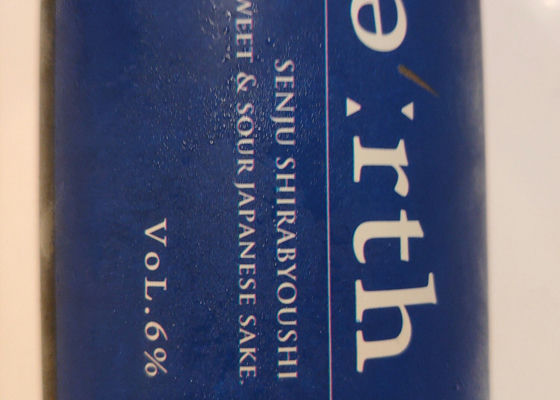 ə́:rth
SENJU SHIRABYOUSHI
WEET & SOUR JAPANESE SAKE.
VOL.6%